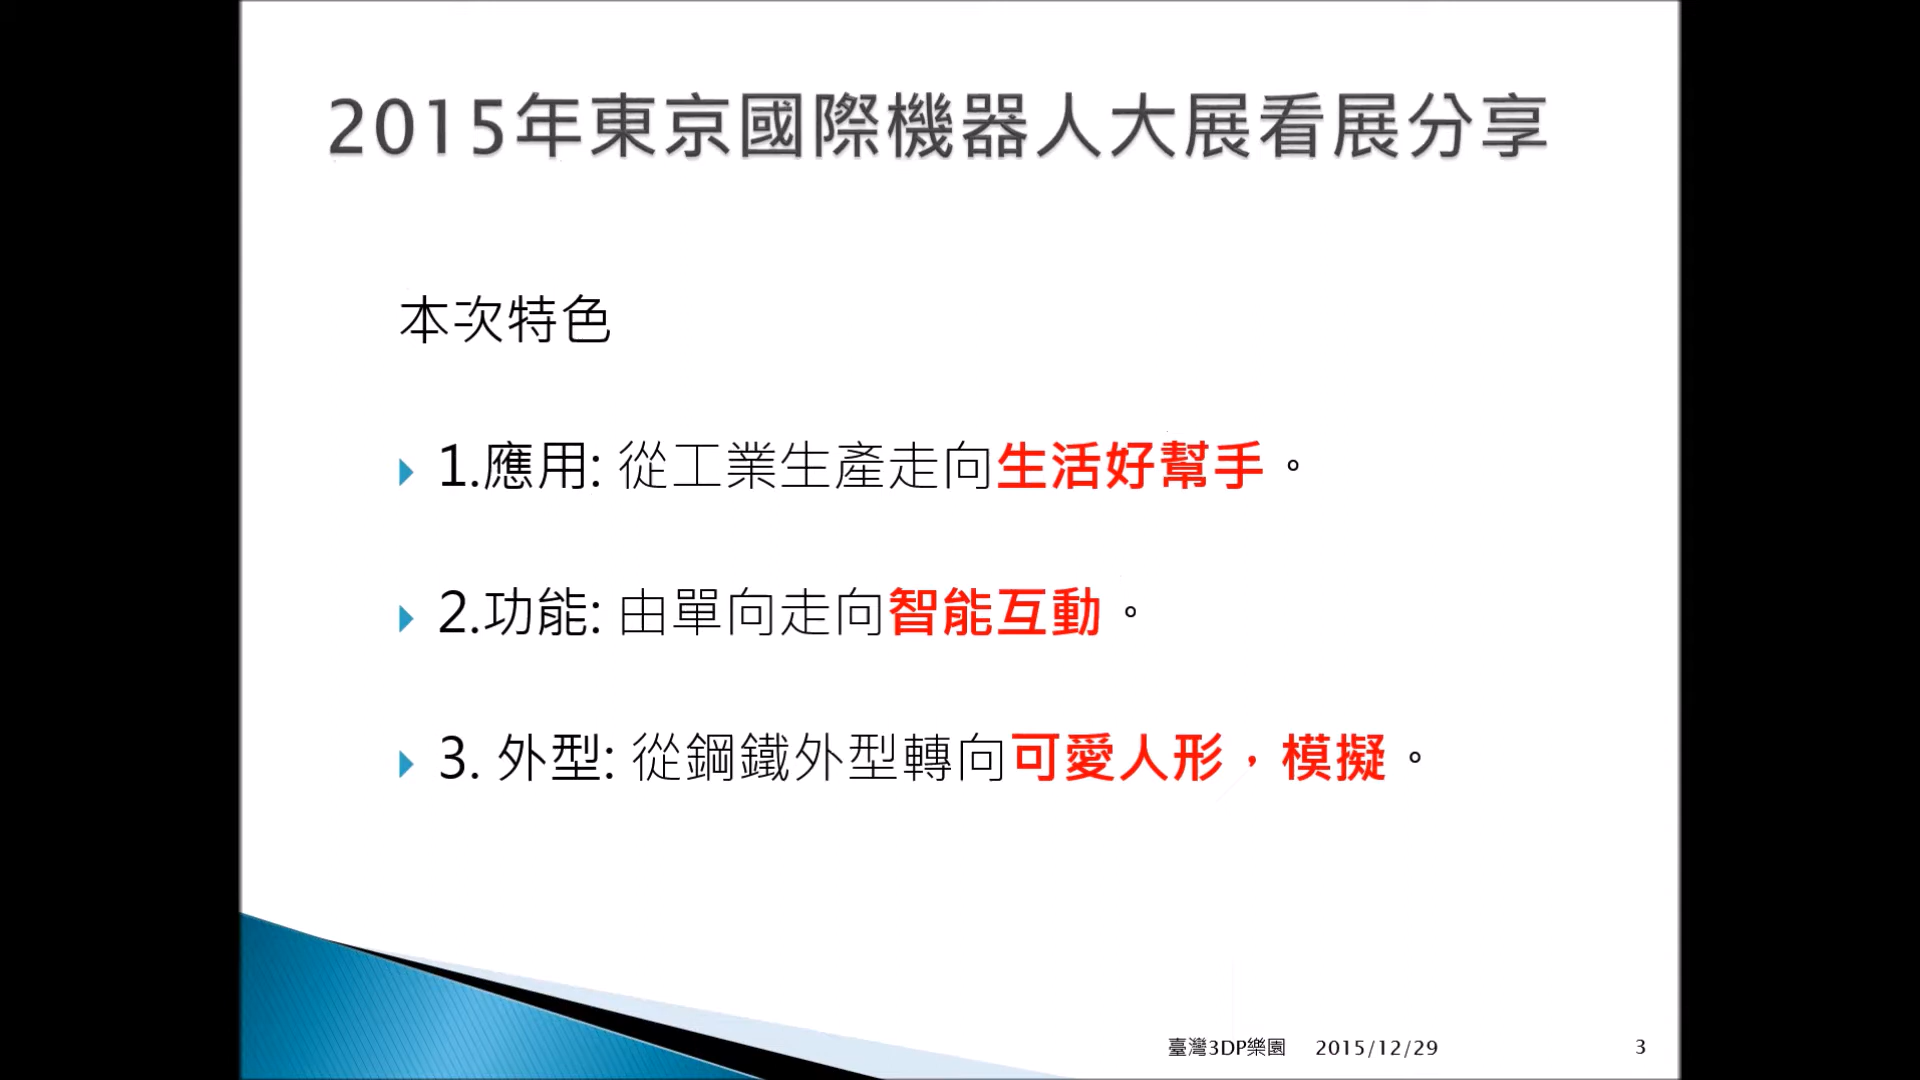 2015年東京國際機器人大展看展分享
本次特色
1.應用: 從工業生產走向生活好幫手。
2.功能: 由單向走向智能互動。
3. 外型: 從鋼鐵外型轉向可愛人形，模擬。
臺灣3DP樂園 2015/12/29 3